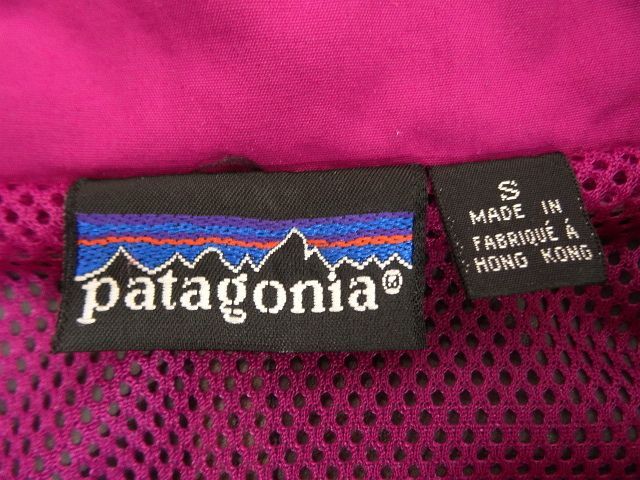 patagonia®
S
MADE IN
FABRIQUÉ À
HONG KONG